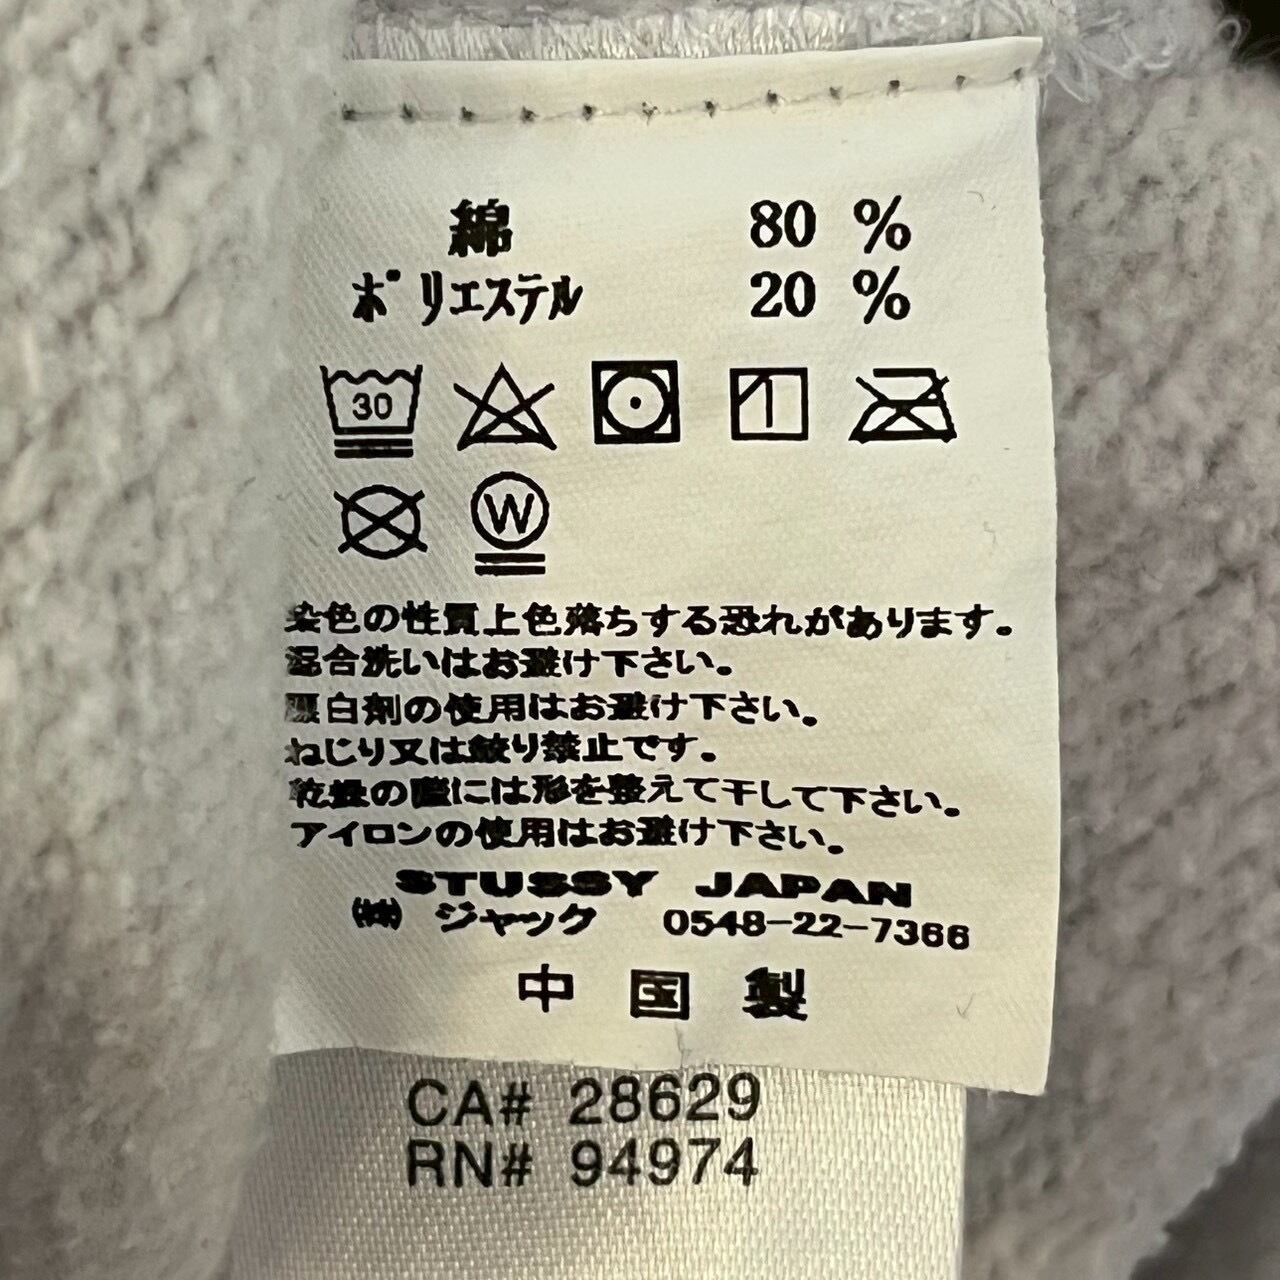 綿 80 %
ポリエステル 20 %
30
W
染色の性質上色落ちする恐れがあります。
混合洗いはお避け下さい。
漂白剤の使用はお避け下さい。
ねじり又は絞り禁止です。
乾燥の際には形を整えて干して下さい。
アイロンの使用はお避け下さい。
STUSSY JAPAN
㈱ ジャック 0548-22-7366
中国製
CA# 28629
RN# 94974